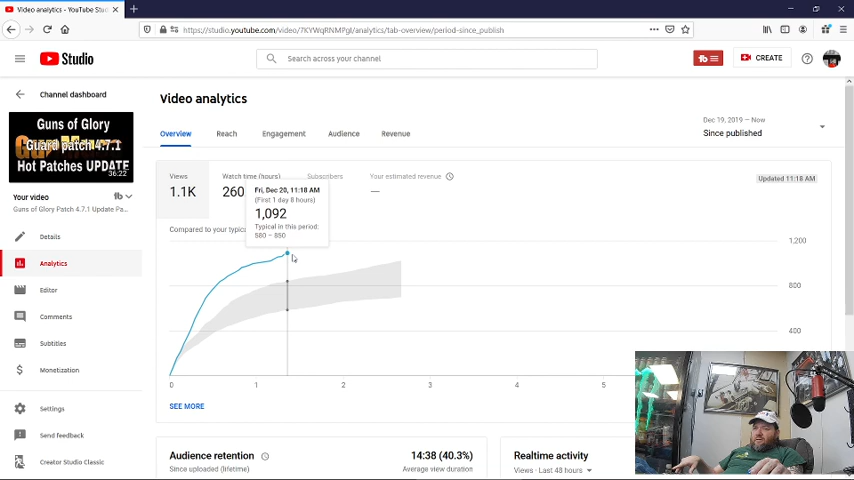 Video analytics - YouTube Stu
https://studio.youtube.com/video/7KYWqRNMPgI/analytics/tab-overview/period-since_publish
Studio
Search across your channel
CREATE
Channel dashboard
Guns of Glory
Guard patch 4.7.1
Hot Patches UPDATE
36:22
Your video
Guns of Glory Patch 4.7.1 Update Pa...
Details
Analytics
Editor
Comments
Subtitles
Monetization
Settings
Send feedback
Creator Studio Classic
Video analytics
Dec 19, 2019 – Now
Since published
Overview
Reach
Engagement
Audience
Revenue
Views
1.1K
Watch time (hours)
260
Subscribers
Your estimated revenue
—
Updated 11:18 AM
Fri, Dec 20, 11:18 AM
(First 1 day 8 hours)
1,092
Typical in this period:
580 – 850
Compared to your typica
1,200
800
400
0
1
2
3
4
5
SEE MORE
Audience retention
Since uploaded (lifetime)
14:38 (40.3%)
Average view duration
Realtime activity
Views · Last 48 hours